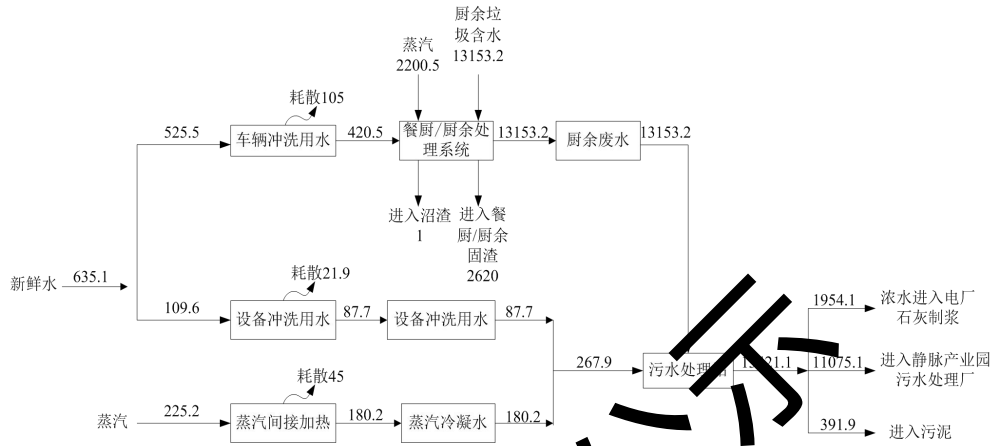 厨余垃
圾含水
13153.2
蒸汽
2200.5
耗散105
525.5
车辆冲洗用水
420.5
餐厨/厨余处
理系统
13153.2
厨余废水
13153.2
进入沼渣
1
进入餐
厨/厨余
固渣
2620
新鲜水
635.1
耗散21.9
109.6
设备冲洗用水
87.7
设备冲洗用水
87.7
1954.1
浓水进入电厂
石灰制浆
267.9
污水处理
11075.1
进入静脉产业园
污水处理厂
耗散45
蒸汽
225.2
蒸汽间接加热
180.2
蒸汽冷凝水
180.2
391.9
进入污泥